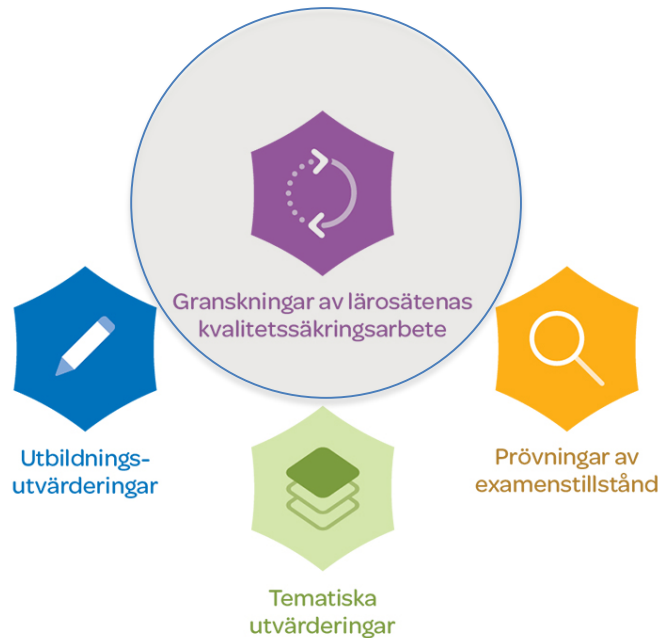 Granskningar av lärosätenas
kvalitetssäkringsarbete
Utbildnings-
utvärderingar
Prövningar av
examenstillstånd
Tematiska
utvärderingar